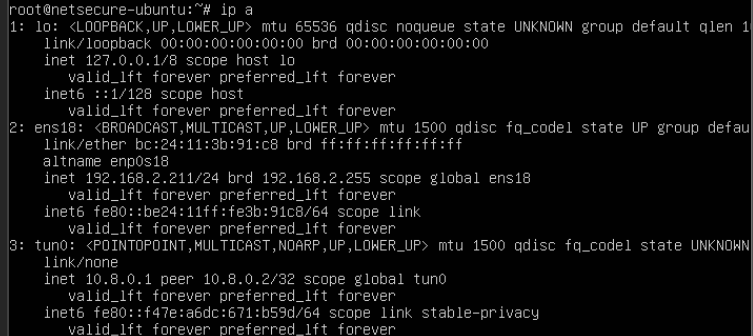 root@netsecure-ubuntu:~# ip a
1: lo: <LOOPBACK,UP,LOWER_UP> mtu 65536 qdisc noqueue state UNKNOWN group default qlen 1
link/loopback 00:00:00:00:00:00 brd 00:00:00:00:00:00
inet 127.0.0.1/8 scope host lo
valid_lft forever preferred_lft forever
inet6 ::1/128 scope host
valid_lft forever preferred_lft forever
2: ens18: <BROADCAST,MULTICAST,UP,LOWER_UP> mtu 1500 qdisc fq_codel state UP group defau
link/ether bc:24:11:3b:91:c8 brd ff:ff:ff:ff:ff:ff
altname enp0s18
inet 192.168.2.211/24 brd 192.168.2.255 scope global ens18
valid_lft forever preferred_lft forever
inet6 fe80::be24:11ff:fe3b:91c8/64 scope link
valid_lft forever preferred_lft forever
3: tun0: <POINTOPOINT,MULTICAST,NOARP,UP,LOWER_UP> mtu 1500 qdisc fq_codel state UNKNOWN
link/none
inet 10.8.0.1 peer 10.8.0.2/32 scope global tun0
valid_lft forever preferred_lft forever
inet6 fe80::f47e:a6dc:671:b59d/64 scope link stable-privacy
valid_lft forever preferred_lft forever